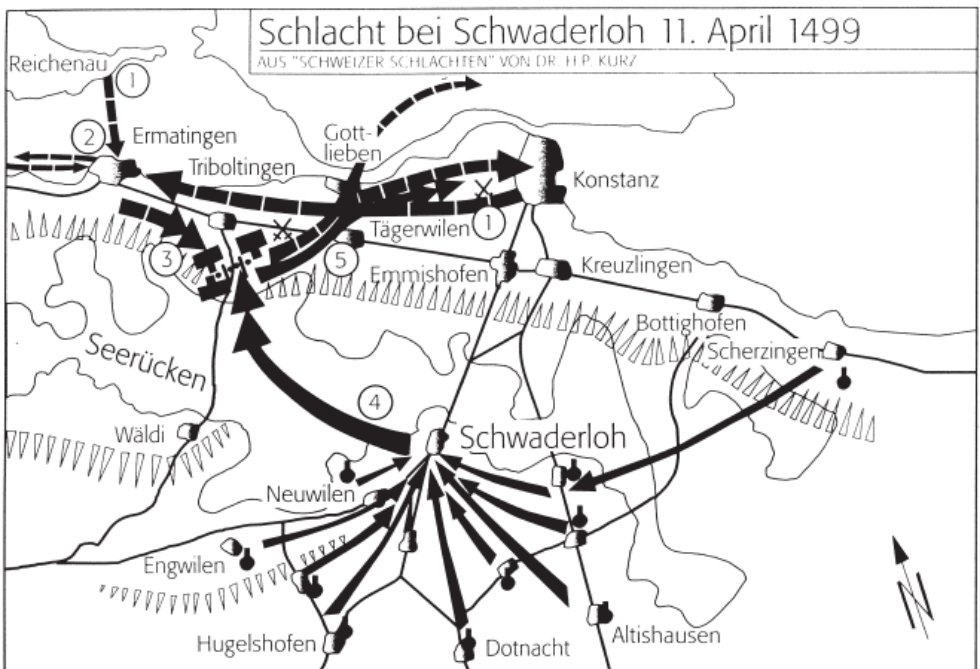 Schlacht bei Schwaderloh 11. April 1499
AUS "SCHWEIZER SCHLACHTEN" VON DR. H.P. KURZ
Reichenau
1
2
Ermatingen
Triboltingen
Gott-
lieben
Konstanz
Tägerwilen
1
3
5
Emmishofen
Kreuzlingen
Bottighofen
Scherzingen
Seerücken
4
Wäldi
Schwaderloh
Neuwilen
Engwilen
Hugelshofen
Dotnacht
Altishausen
N